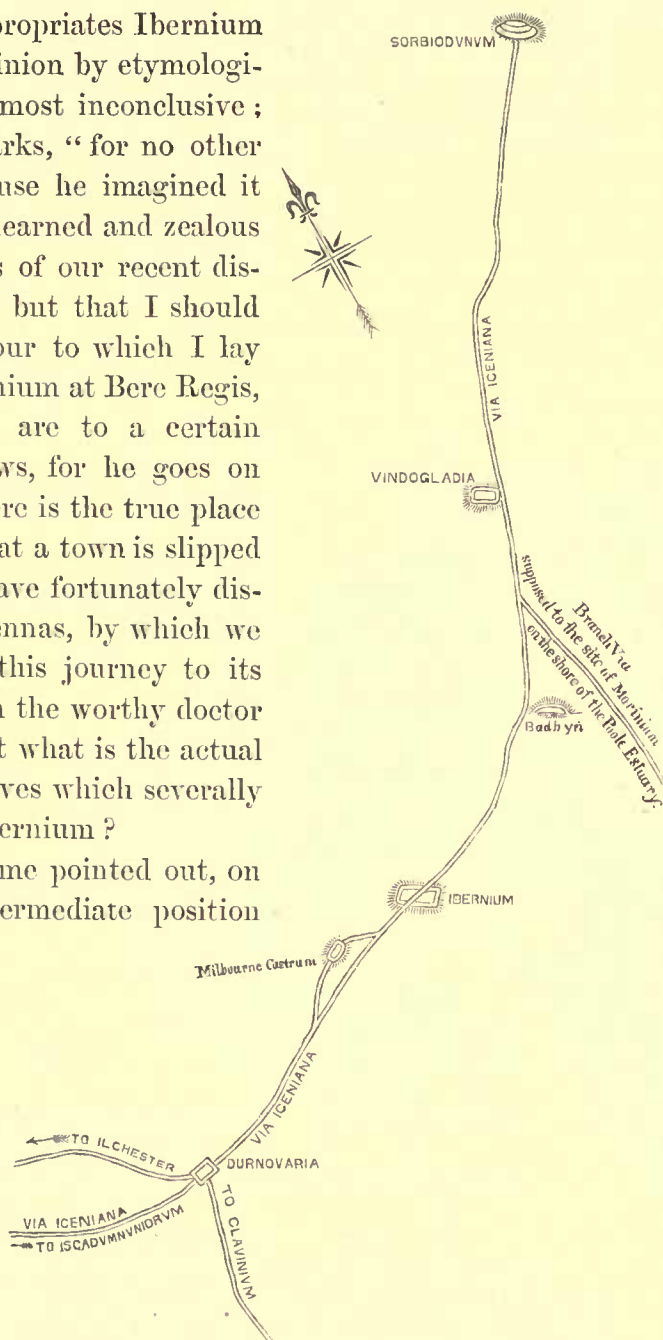 propriates Ibernium
inion by etymologi-
most inconclusive ;
rks, “ for no other
use he imagined it
learned and zealous
s of our recent dis-
but that I should
our to which I lay
nium at Bere Regis,
are to a certain
ws, for he goes on
re is the true place
at a town is slipped
ave fortunately dis-
ennas, by which we
this journey to its
n the worthy doctor
t what is the actual
ves which severally
bernium ?
me pointed out, on
termediate position
SORBIODVNVM
VIA ICENIANA
VINDOGLADIA
Branch Via
supposed to the site of Morinium
on the shore of the Poole Estuary.
Badbyri
IBERNIUM
Milbourne Castrum
VIA ICENIANA
TO ILCHESTER
DURNOVARIA
VIA ICENIANA
TO ISCADVMNVNIORVM
TO CLAVINIVM